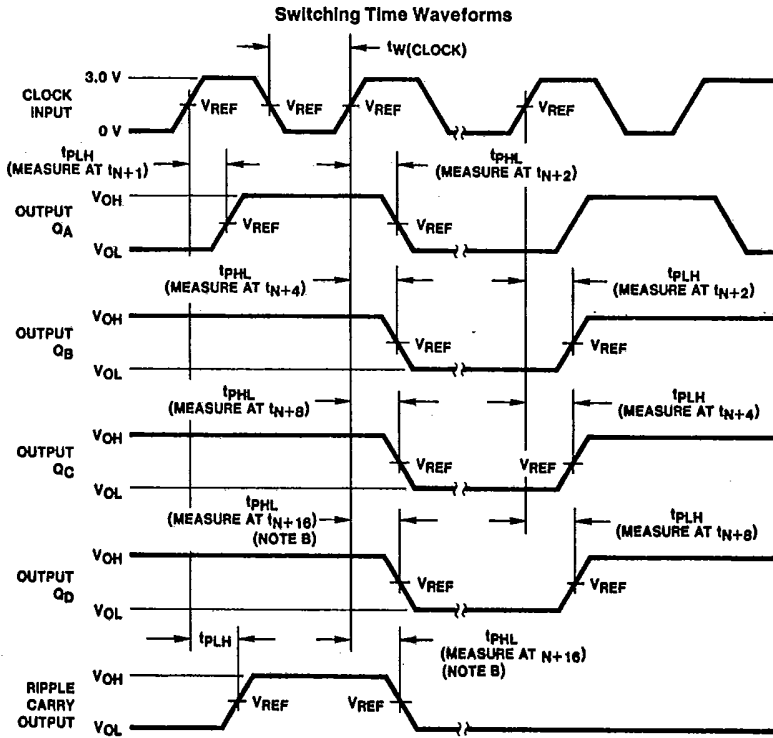 Switching Time Waveforms
tW(CLOCK)
3.0 V
CLOCK
INPUT
VREF
VREF
VREF
VREF
0 V
tPLH
(MEASURE AT tN+1)
tPHL
(MEASURE AT tN+2)
VOH
OUTPUT
QA
VREF
VREF
VOL
tPHL
(MEASURE AT tN+4)
tPLH
(MEASURE AT tN+2)
VOH
OUTPUT
QB
VREF
VREF
VOL
tPHL
(MEASURE AT tN+8)
tPLH
(MEASURE AT tN+4)
VOH
OUTPUT
QC
VREF
VREF
VOL
tPHL
(MEASURE AT tN+16)
(NOTE B)
tPLH
(MEASURE AT tN+8)
VOH
OUTPUT
QD
VREF
VREF
VOL
tPLH
tPHL
(MEASURE AT N+16)
(NOTE B)
VOH
RIPPLE
CARRY
OUTPUT
VREF
VREF
VOL